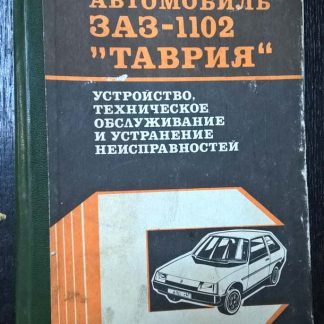 АВТОМОБИЛЬ
ЗАЗ-1102
"ТАВРИЯ"
УСТРОЙСТВО,
ТЕХНИЧЕСКОЕ
ОБСЛУЖИВАНИЕ
И УСТРАНЕНИЕ
НЕИСПРАВНОСТЕЙ